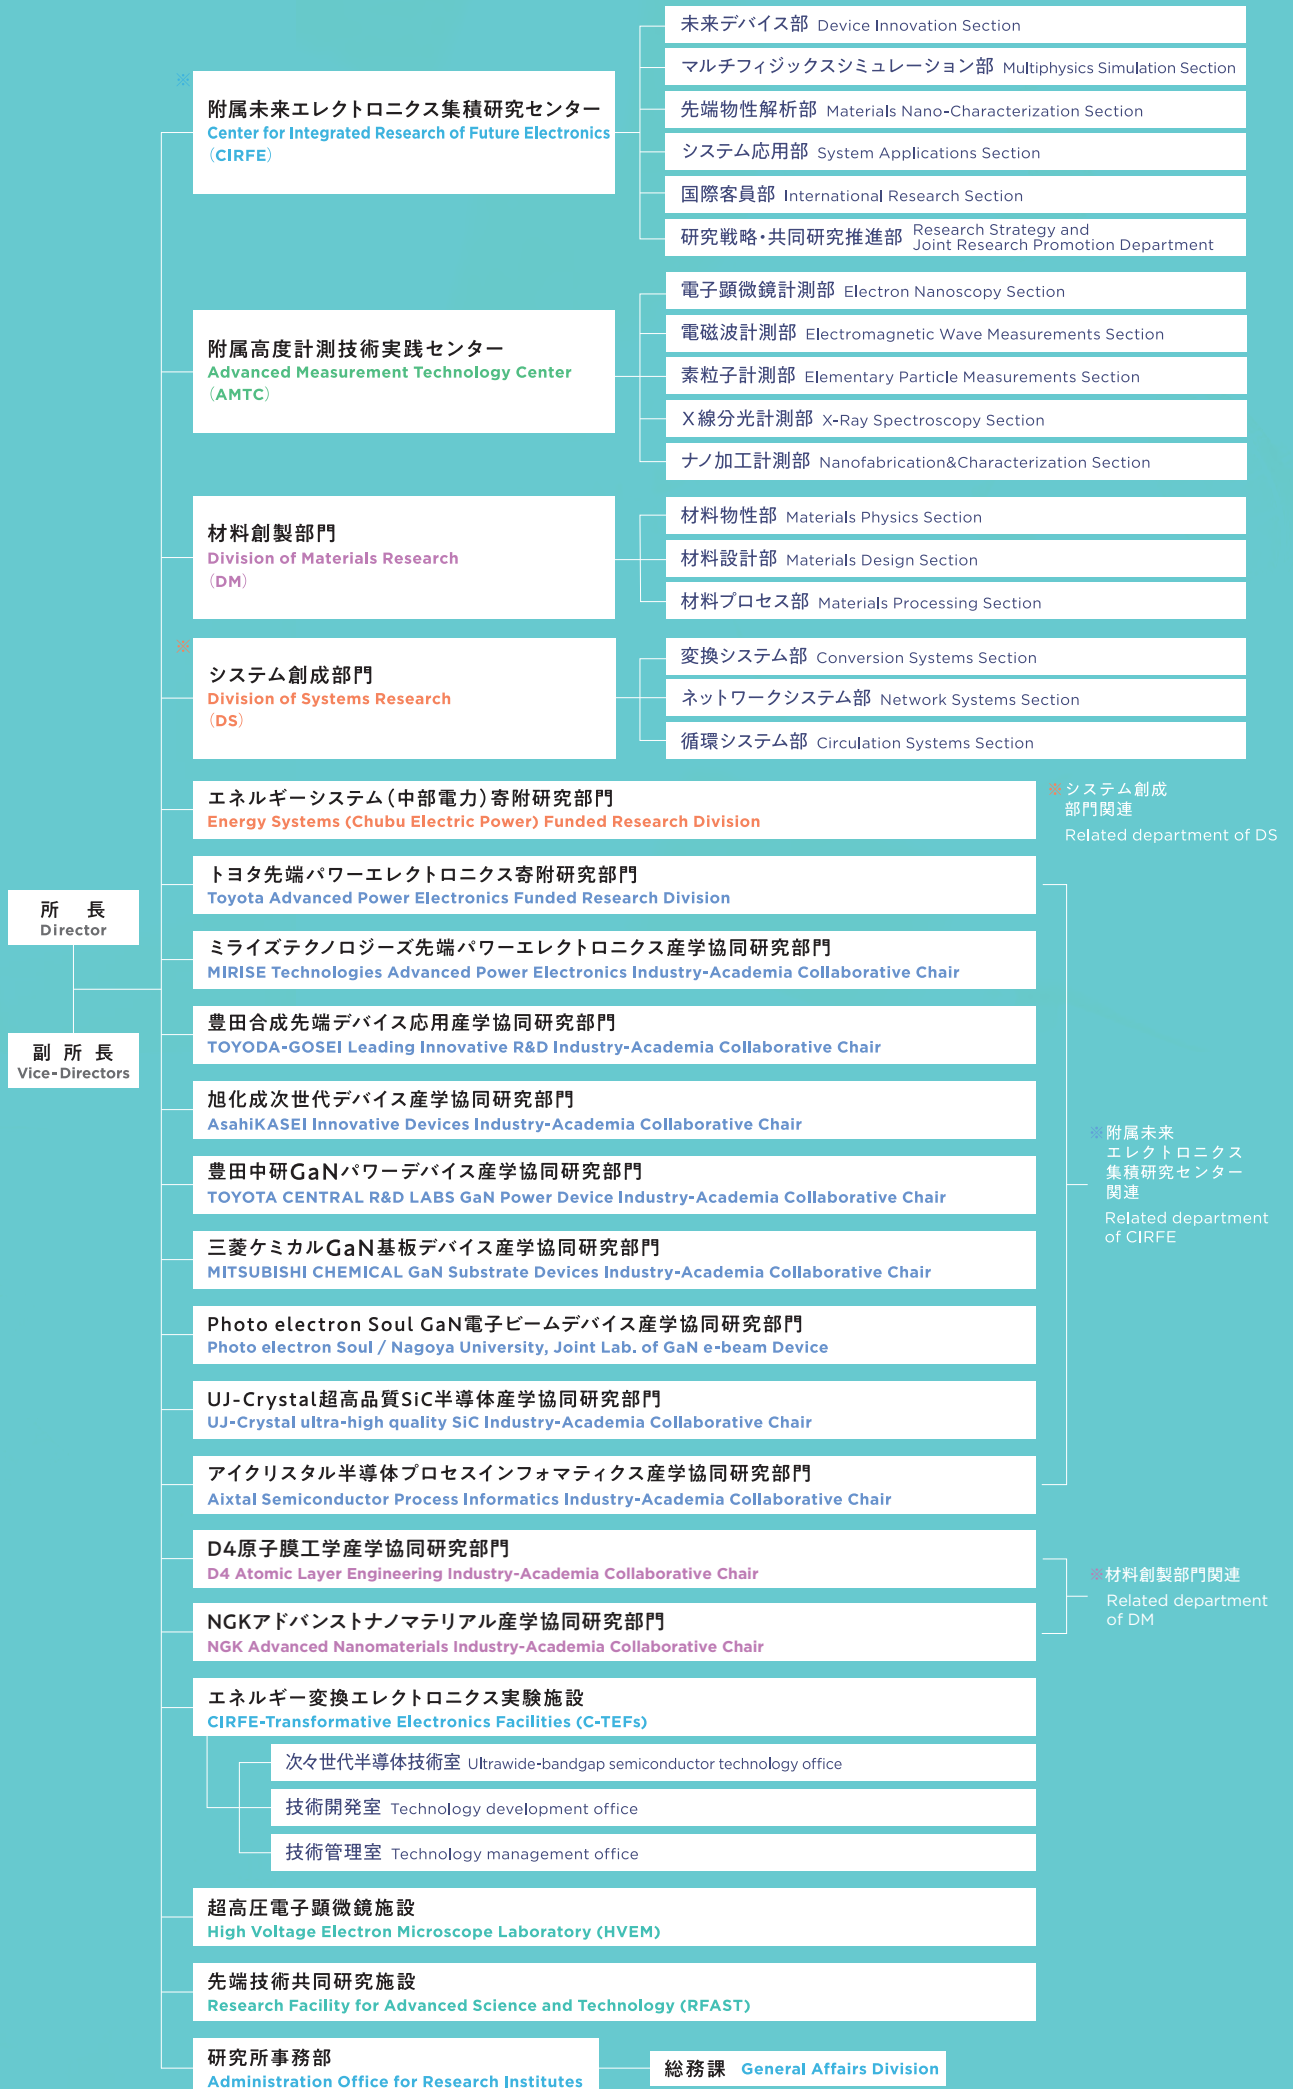 所 長
Director
副 所 長
Vice-Directors
※
附属未来エレクトロニクス集積研究センター
Center for Integrated Research of Future Electronics
（CIRFE）
未来デバイス部 Device Innovation Section
マルチフィジックスシミュレーション部 Multiphysics Simulation Section
先端物性解析部 Materials Nano-Characterization Section
システム応用部 System Applications Section
国際客員部 International Research Section
研究戦略・共同研究推進部 Research Strategy and
Joint Research Promotion Department
附属高度計測技術実践センター
Advanced Measurement Technology Center
（AMTC）
電子顕微鏡計測部 Electron Nanoscopy Section
電磁波計測部 Electromagnetic Wave Measurements Section
素粒子計測部 Elementary Particle Measurements Section
X線分光計測部 X-Ray Spectroscopy Section
ナノ加工計測部 Nanofabrication&Characterization Section
材料創製部門
Division of Materials Research
（DM）
材料物性部 Materials Physics Section
材料設計部 Materials Design Section
材料プロセス部 Materials Processing Section
※
システム創成部門
Division of Systems Research
（DS）
変換システム部 Conversion Systems Section
ネットワークシステム部 Network Systems Section
循環システム部 Circulation Systems Section
エネルギーシステム（中部電力）寄附研究部門
Energy Systems (Chubu Electric Power) Funded Research Division
※システム創成
部門関連
Related department of DS
トヨタ先端パワーエレクトロニクス寄附研究部門
Toyota Advanced Power Electronics Funded Research Division
ミライズテクノロジーズ先端パワーエレクトロニクス産学協同研究部門
MIRISE Technologies Advanced Power Electronics Industry-Academia Collaborative Chair
豊田合成先端デバイス応用産学協同研究部門
TOYODA-GOSEI Leading Innovative R&D Industry-Academia Collaborative Chair
旭化成次世代デバイス産学協同研究部門
AsahiKASEI Innovative Devices Industry-Academia Collaborative Chair
豊田中研GaNパワーデバイス産学協同研究部門
TOYOTA CENTRAL R&D LABS GaN Power Device Industry-Academia Collaborative Chair
三菱ケミカルGaN基板デバイス産学協同研究部門
MITSUBISHI CHEMICAL GaN Substrate Devices Industry-Academia Collaborative Chair
Photo electron Soul GaN電子ビームデバイス産学協同研究部門
Photo electron Soul / Nagoya University, Joint Lab. of GaN e-beam Device
UJ-Crystal超高品質SiC半導体産学協同研究部門
UJ-Crystal ultra-high quality SiC Industry-Academia Collaborative Chair
アイクリスタル半導体プロセスインフォマティクス産学協同研究部門
Aixtal Semiconductor Process Informatics Industry-Academia Collaborative Chair
※附属未来
エレクトロニクス
集積研究センター
関連
Related department
of CIRFE
D4原子膜工学産学協同研究部門
D4 Atomic Layer Engineering Industry-Academia Collaborative Chair
NGKアドバンストナノマテリアル産学協同研究部門
NGK Advanced Nanomaterials Industry-Academia Collaborative Chair
※材料創製部門関連
Related department
of DM
エネルギー変換エレクトロニクス実験施設
CIRFE-Transformative Electronics Facilities (C-TEFs)
次々世代半導体技術室 Ultrawide-bandgap semiconductor technology office
技術開発室 Technology development office
技術管理室 Technology management office
超高圧電子顕微鏡施設
High Voltage Electron Microscope Laboratory (HVEM)
先端技術共同研究施設
Research Facility for Advanced Science and Technology (RFAST)
研究所事務部
Administration Office for Research Institutes
総務課 General Affairs Division